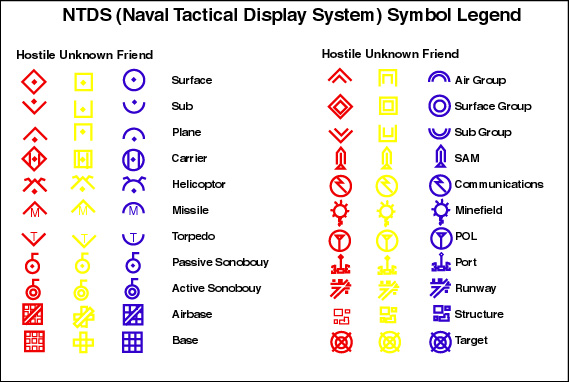 NTDS (Naval Tactical Display System) Symbol Legend
Hostile Unknown Friend
Surface
Sub
Plane
Carrier
Helicoptor
M M M Missile
T T T Torpedo
Passive Sonobouy
Active Sonobouy
Airbase
Base
Hostile Unknown Friend
Air Group
Surface Group
Sub Group
SAM
Communications
Minefield
POL
Port
Runway
Structure
Target